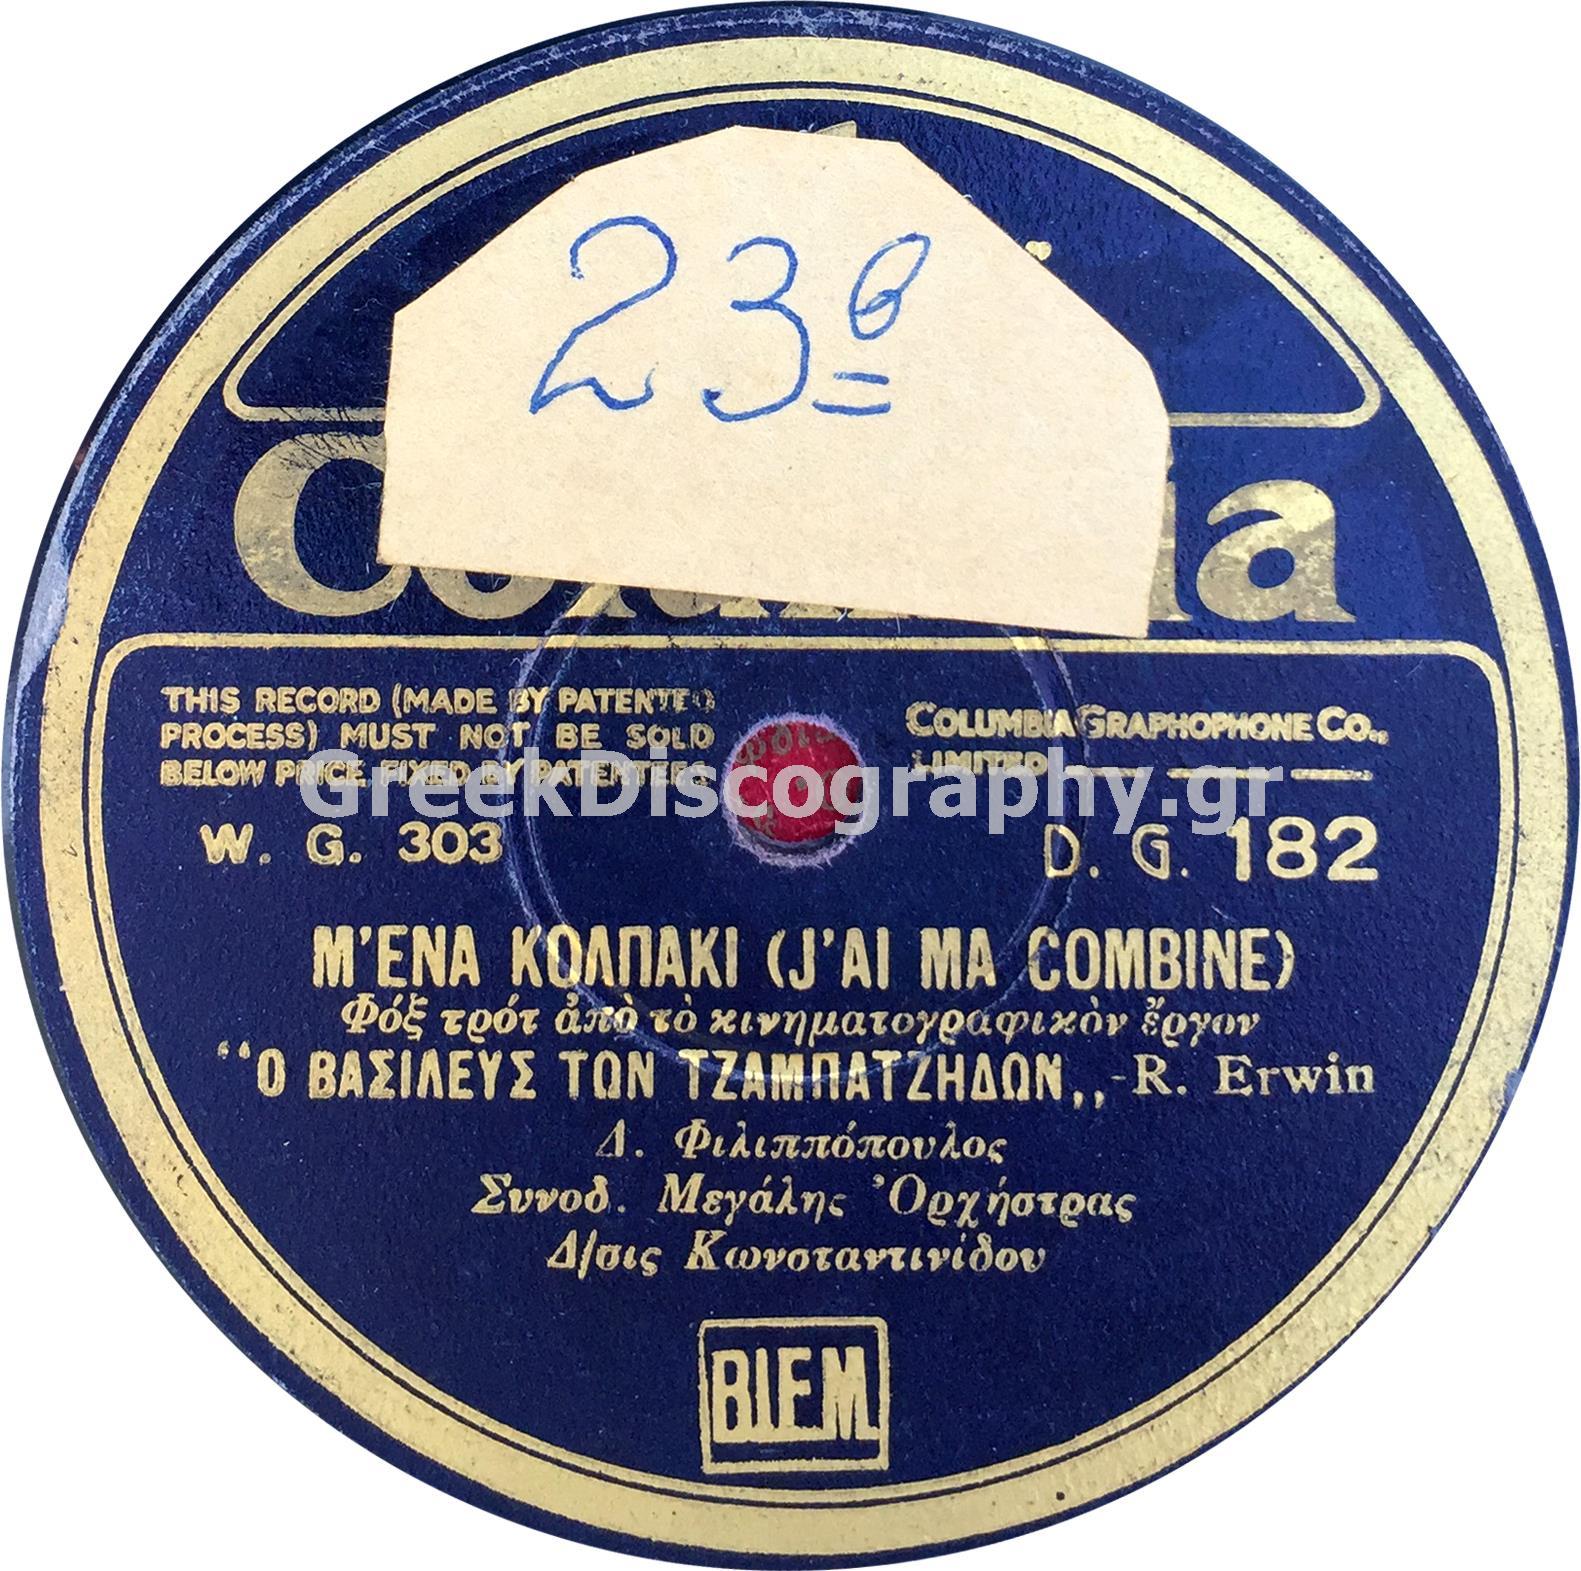 23 β
THIS RECORD (MADE BY PATENTED
PROCESS) MUST NOT BE SOLD
BELOW PRICE FIXED BY PATENTEES
COLUMBIA GRAPHOPHONE CO.,
LIMITED
GreekDiscography.gr
W. G. 303
D. G. 182
Μ'ΕΝΑ ΚΟΛΠΑΚΙ (J'AI MA COMBINE)
Φόξ τρότ ἀπὸ τὸ κινηματογραφικὸν ἔργον
“Ο ΒΑΣΙΛΕΥΣ ΤΩΝ ΤΖΑΜΠΑΤΖΗΔΩΝ,, -R. Erwin
Δ. Φιλιππόπουλος
Συνοδ. Μεγάλης Ὀρχήστρας
Δ/σις Κωνσταντινίδου
BIEM